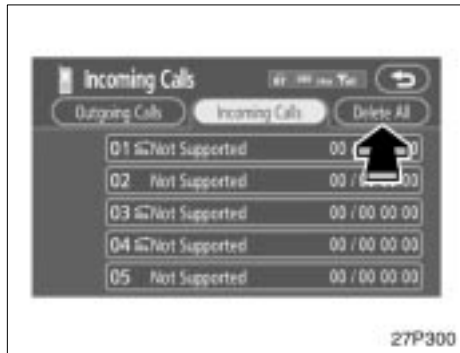 Incoming Calls
Outgoing Calls Incoming Calls Delete All
01 Not Supported 00
02 Not Supported 00 / 00 00 00
03 Not Supported 00 / 00 00 00
04 Not Supported 00 / 00 00 00
05 Not Supported 00 / 00 00 00
27P300